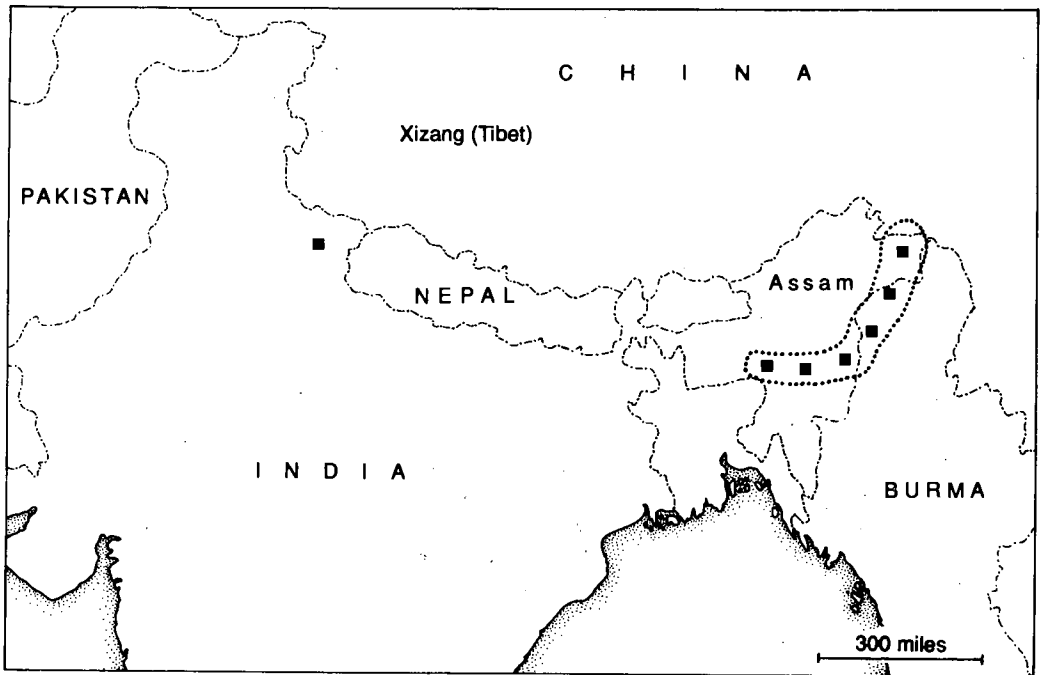 C H I N A
Xizang (Tibet)
PAKISTAN
NEPAL
Assam
I N D I A
BURMA
300 miles